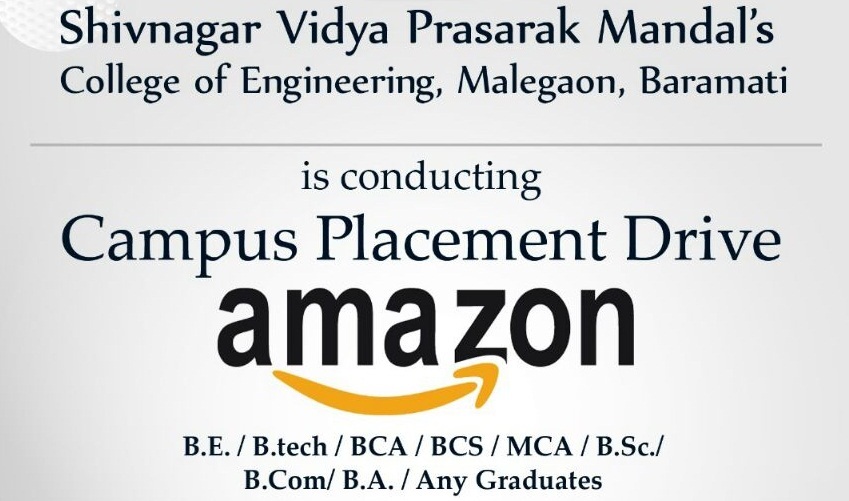 Shivnagar Vidya Prasarak Mandal's
College of Engineering, Malegaon, Baramati
is conducting
Campus Placement Drive
amazon
B.E. / B.tech / BCA / BCS / MCA / B.Sc./
B.Com/ B.A. / Any Graduates